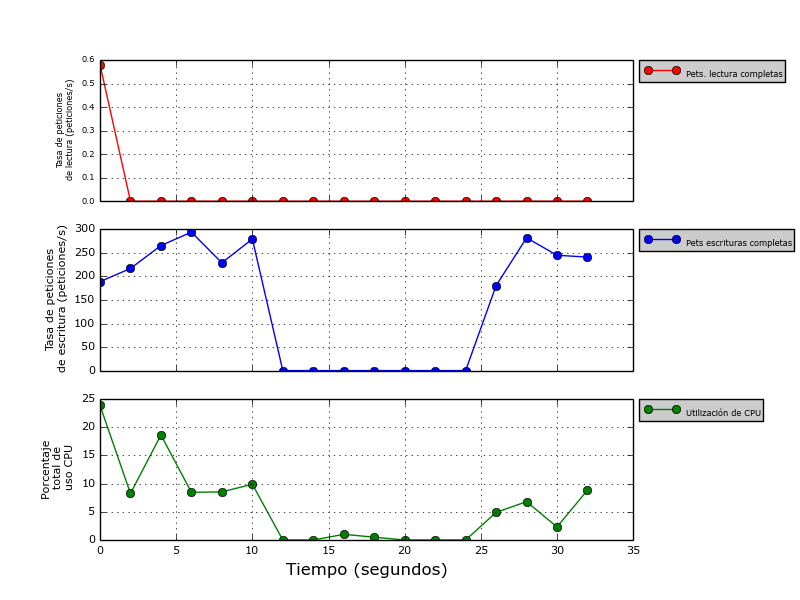 0.6
0.5
0.4
0.3
0.2
0.1
0.0
Tasa de peticiones
de lectura (peticiones/s)
Pets. lectura completas
300
250
200
150
100
50
0
Tasa de peticiones
de escritura (peticiones/s)
Pets escrituras completas
25
20
15
10
5
0
Porcentaje
total de
uso CPU
Utilización de CPU
0 5 10 15 20 25 30 35
Tiempo (segundos)